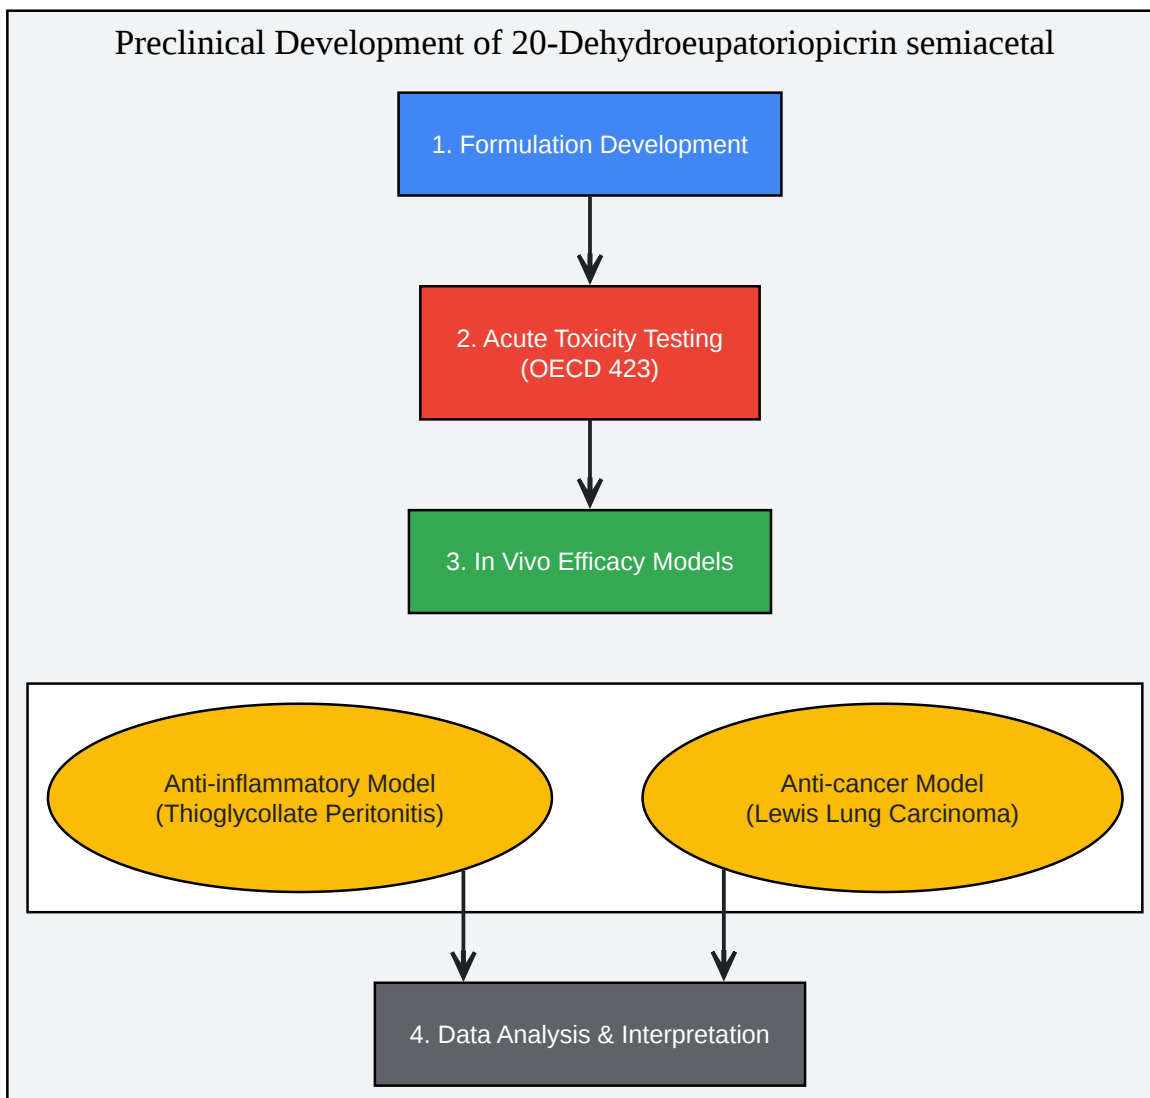 Preclinical Development of 20-Dehydroeupatoriopicrin semiacetal
1. Formulation Development
2. Acute Toxicity Testing
(OECD 423)
3. In Vivo Efficacy Models
Anti-inflammatory Model
(Thioglycollate Peritonitis)
Anti-cancer Model
(Lewis Lung Carcinoma)
4. Data Analysis & Interpretation